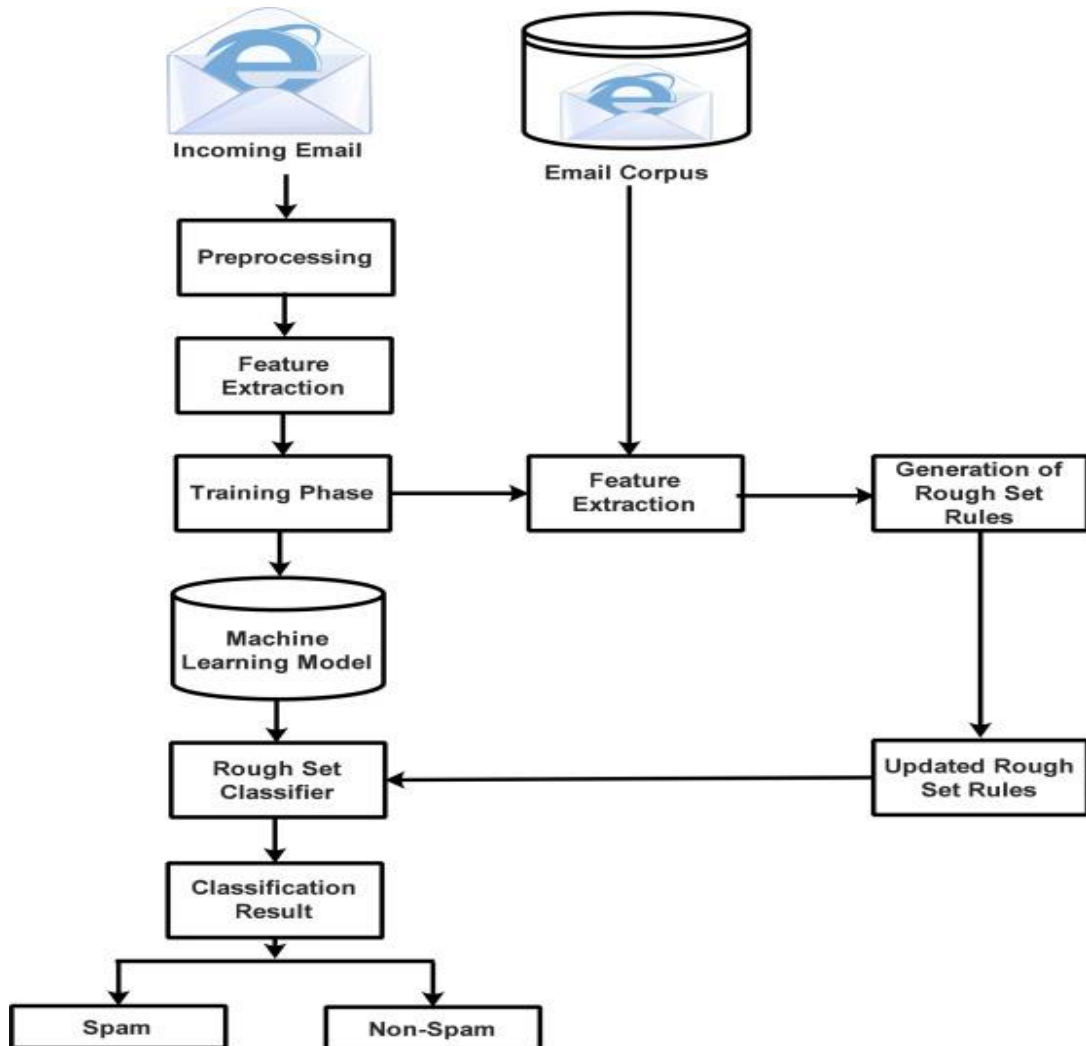 Incoming Email
Email Corpus
Preprocessing
Feature
Extraction
Training Phase
Feature
Extraction
Generation of
Rough Set
Rules
Machine
Learning Model
Rough Set
Classifier
Updated Rough
Set Rules
Classification
Result
Spam
Non-Spam